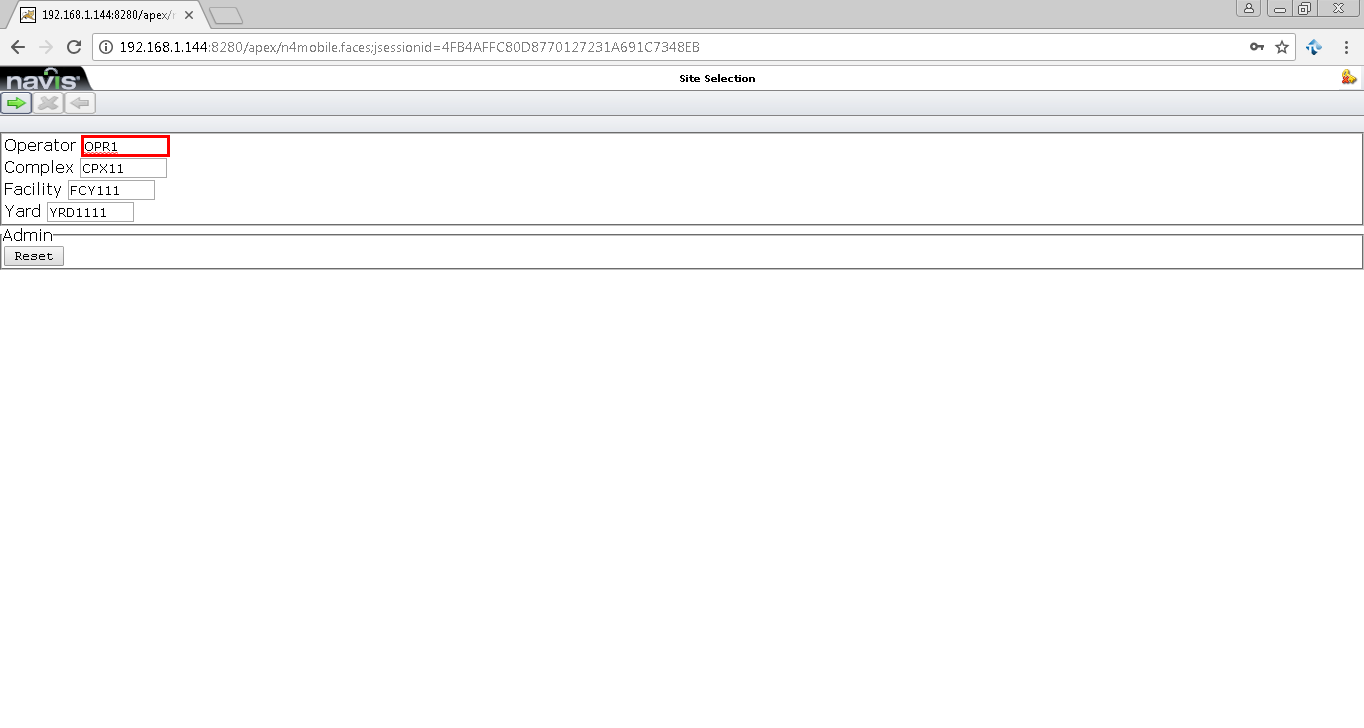 192.168.1.144:8280/apex/
192.168.1.144:8280/apex/n4mobile.faces;jsessionid=4FB4AFFC80D8770127231A691C7348EB
navis
Site Selection
Operator OPR1
Complex CPX11
Facility FCY111
Yard YRD1111
Admin
Reset